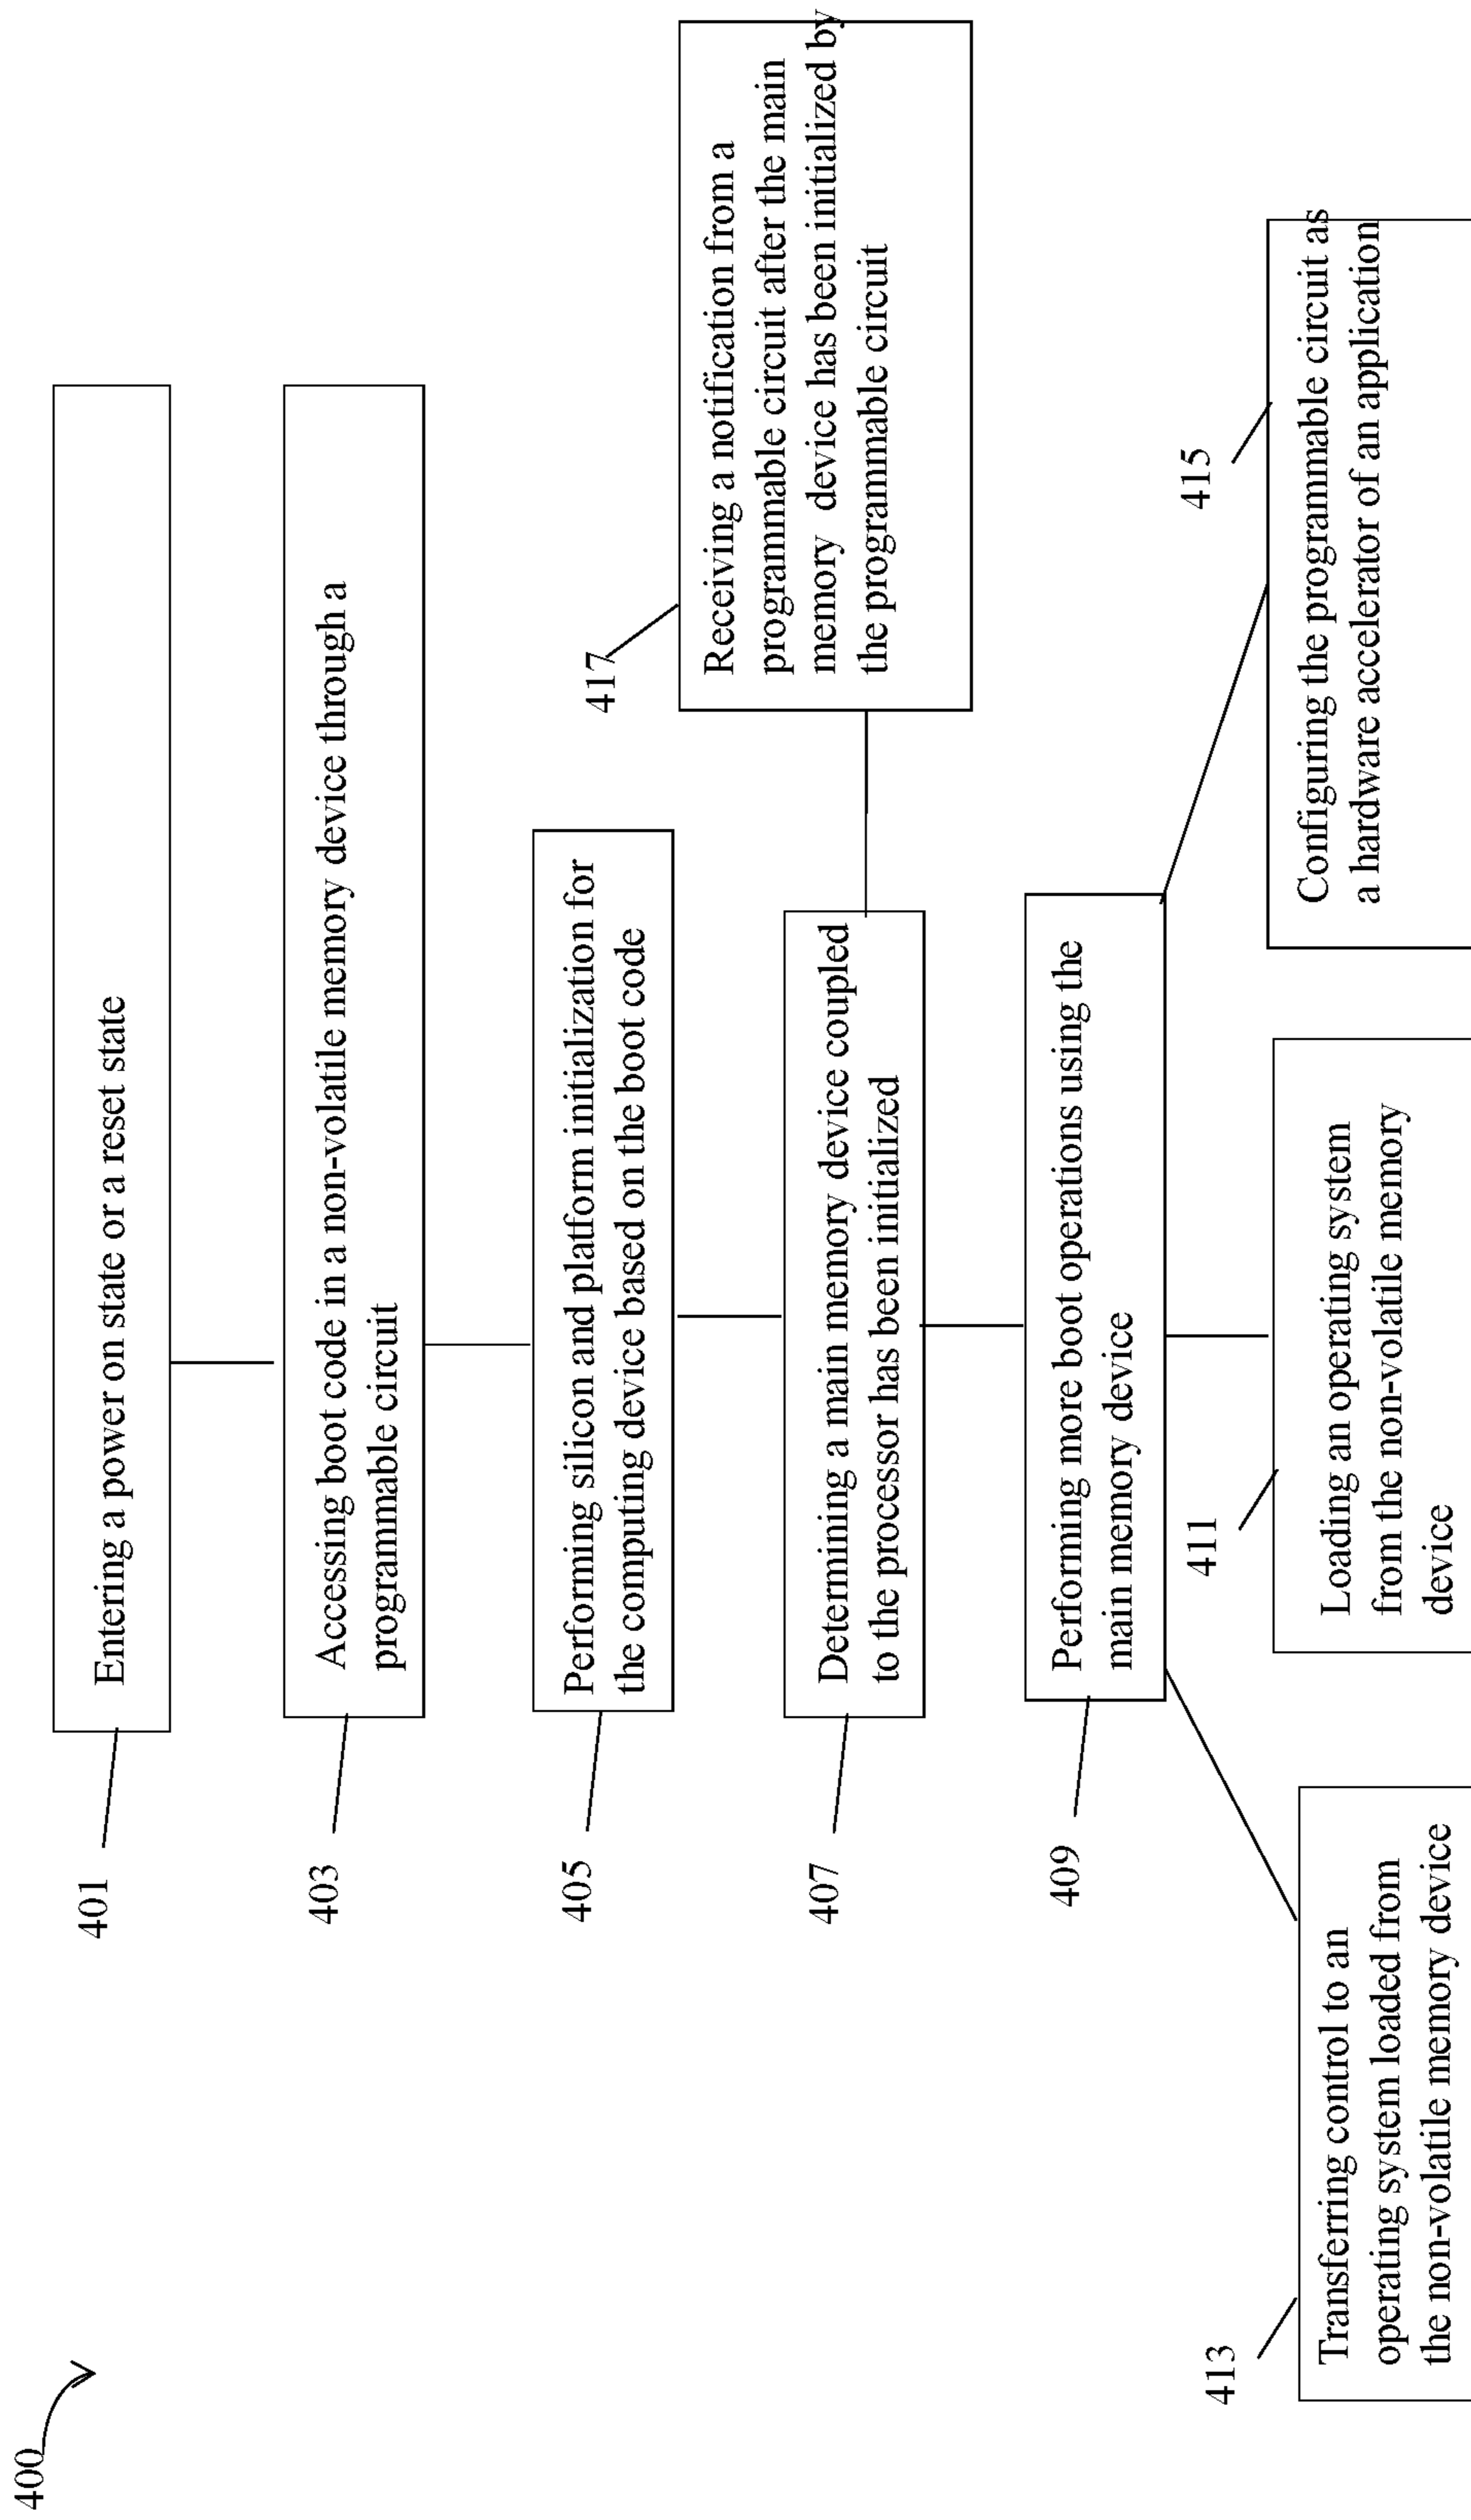 400
401
Entering a power on state or a reset state
403
Accessing boot code in a non-volatile memory device through a
programmable circuit
405
Performing silicon and platform initialization for
the computing device based on the boot code
417
Receiving a notification from a
programmable circuit after the main
memory device has been initialized by
the programmable circuit
407
Determining a main memory device coupled
to the processor has been initialized
409
Performing more boot operations using the
main memory device
413
Transferring control to an
operating system loaded from
the non-volatile memory device
411
Loading an operating system
from the non-volatile memory
device
415
Configuring the programmable circuit as
a hardware accelerator of an application